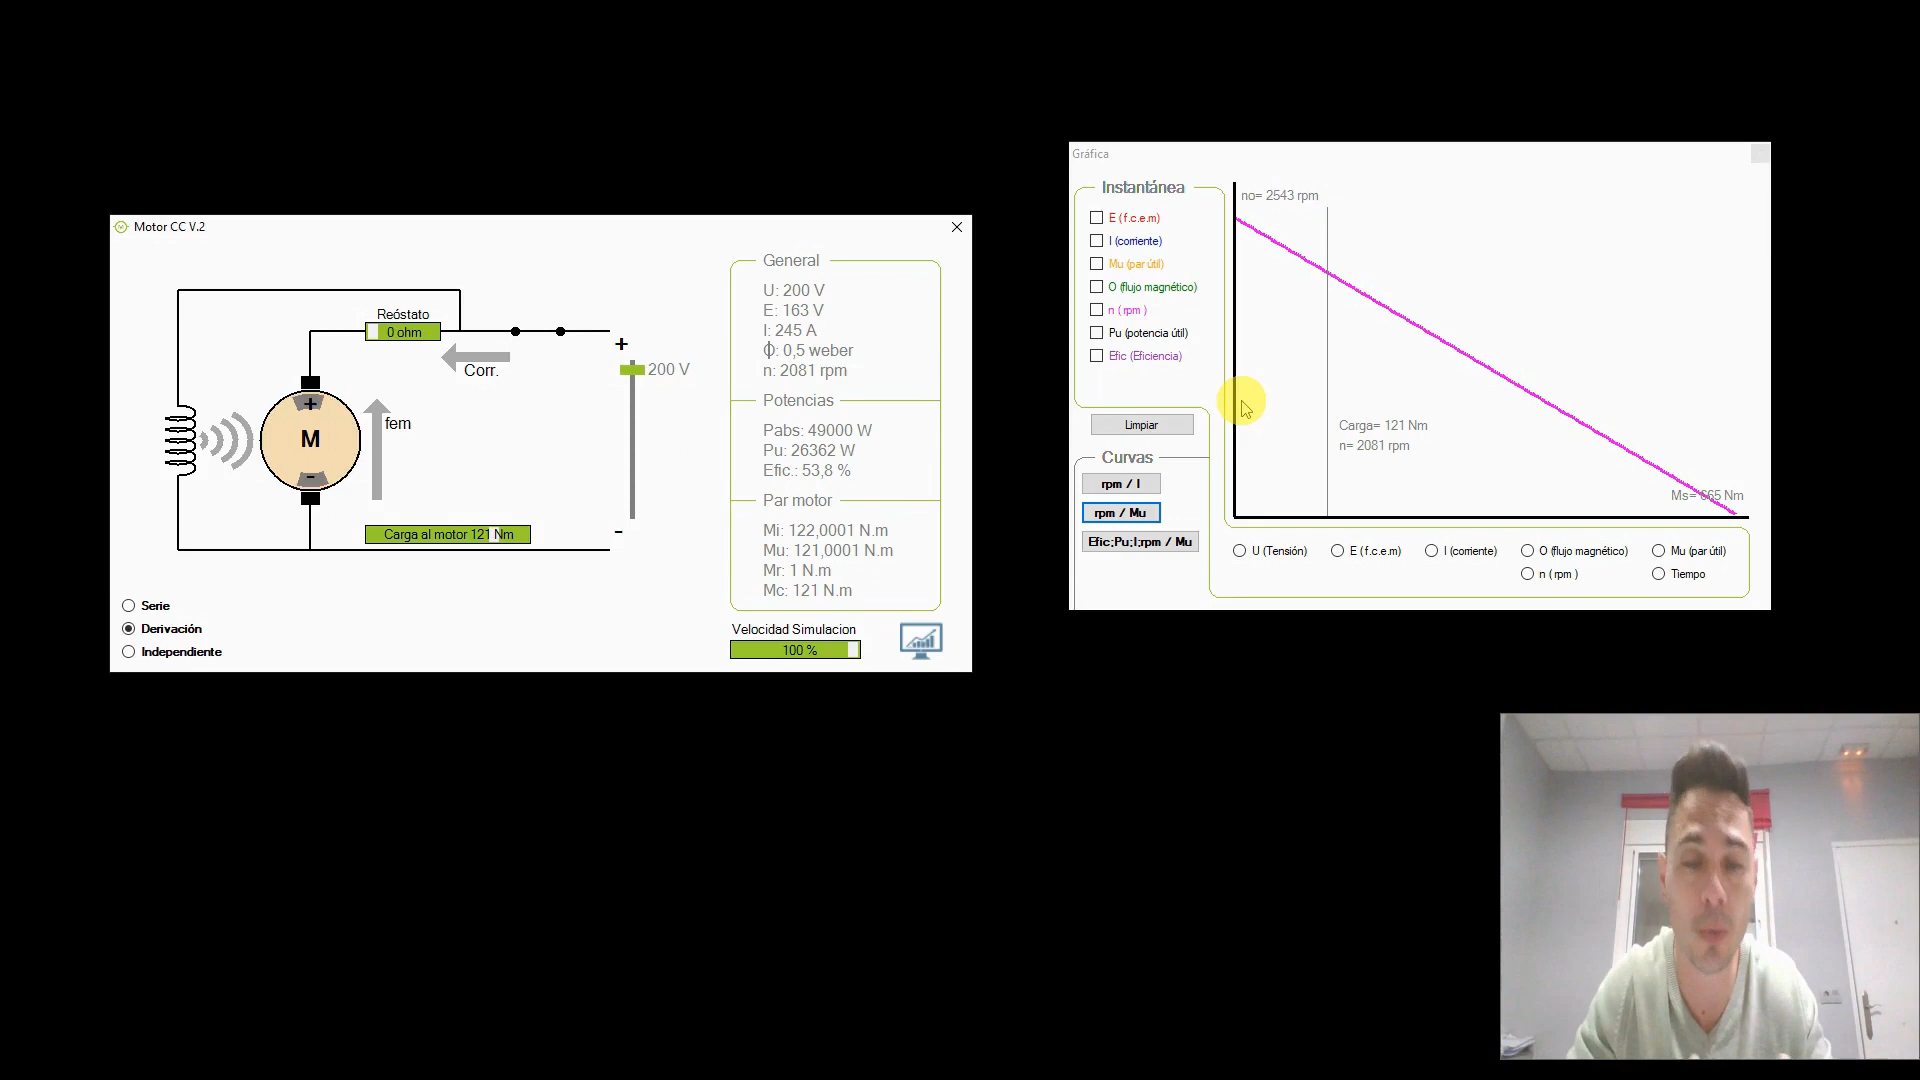 Motor CC V.2
General
U: 200 V
E: 163 V
I: 245 A
ϕ: 0,5 weber
n: 2081 rpm
Potencias
Pabs: 49000 W
Pu: 26362 W
Efic.: 53,8 %
Par motor
Mi: 122,0001 N.m
Mu: 121,0001 N.m
Mr: 1 N.m
Mc: 121 N.m
Velocidad Simulacion
100 %
Reóstato
0 ohm
Corr.
+
200 V
-
fem
+
M
-
Carga al motor 121 Nm
Serie
Derivación
Independiente
Gráfica
Instantánea
E ( f.c.e.m)
I (corriente)
Mu (par útil)
O (flujo magnético)
n ( rpm )
Pu (potencia útil)
Efic (Eficiencia)
Limpiar
Curvas
rpm / I
rpm / Mu
Efic;Pu;I;rpm / Mu
no= 2543 rpm
Carga= 121 Nm
n= 2081 rpm
Ms= 665 Nm
U (Tensión)
E ( f.c.e.m)
I (corriente)
O (flujo magnético)
Mu (par útil)
n ( rpm )
Tiempo